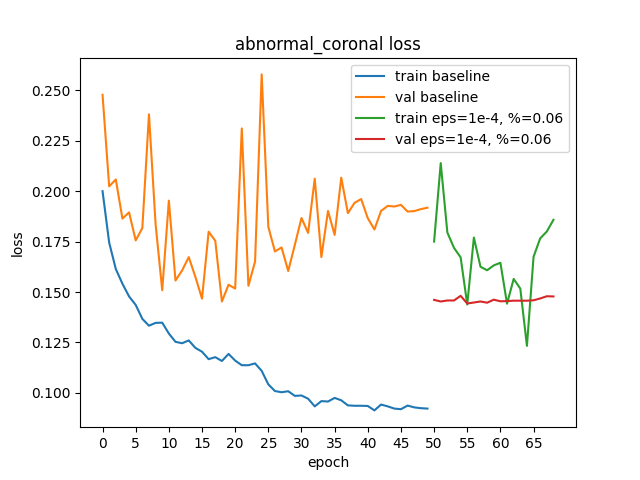 abnormal_coronal loss
train baseline
val baseline
train eps=1e-4, %=0.06
val eps=1e-4, %=0.06
loss
0.250
0.225
0.200
0.175
0.150
0.125
0.100
0 5 10 15 20 25 30 35 40 45 50 55 60 65
epoch